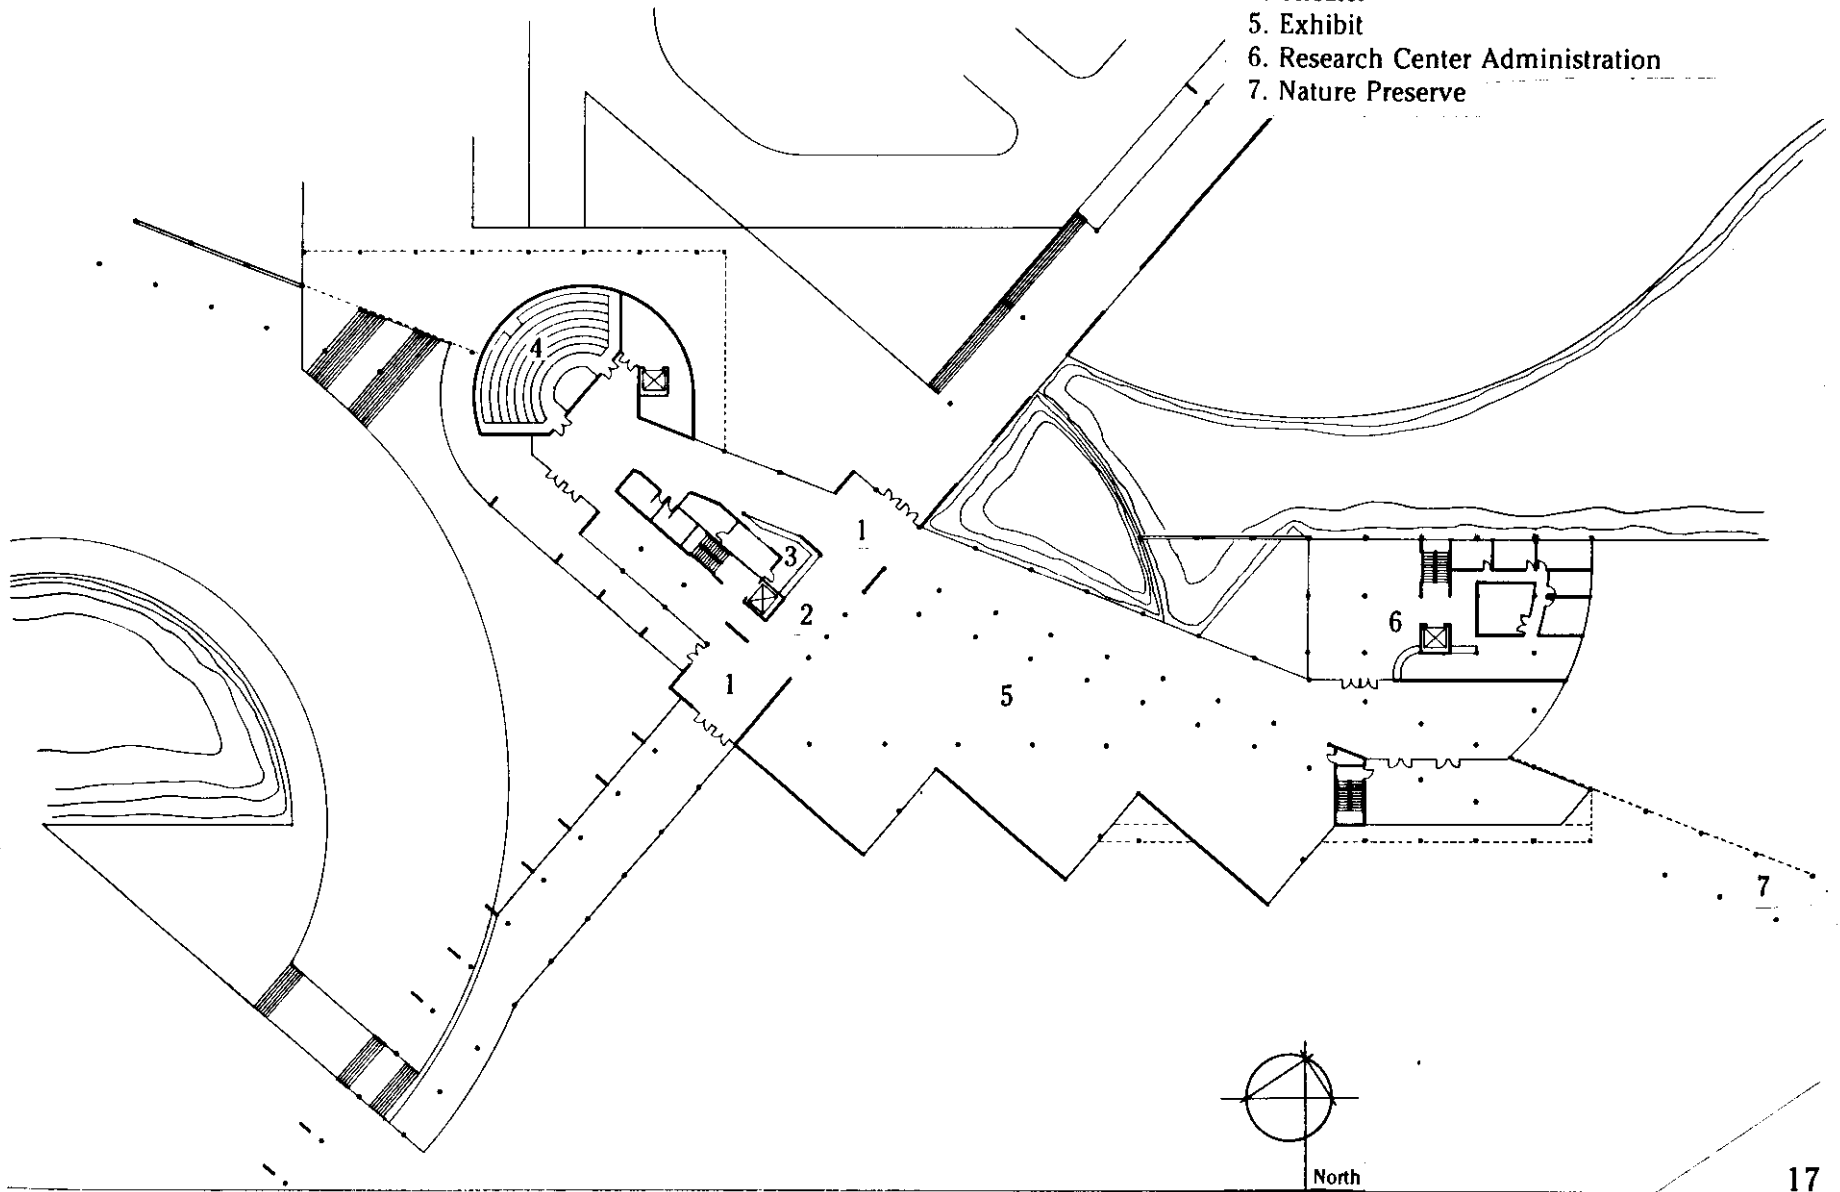 5. Exhibit
6. Research Center Administration
7. Nature Preserve
4
1
3
2
6
1
5
7
North
17